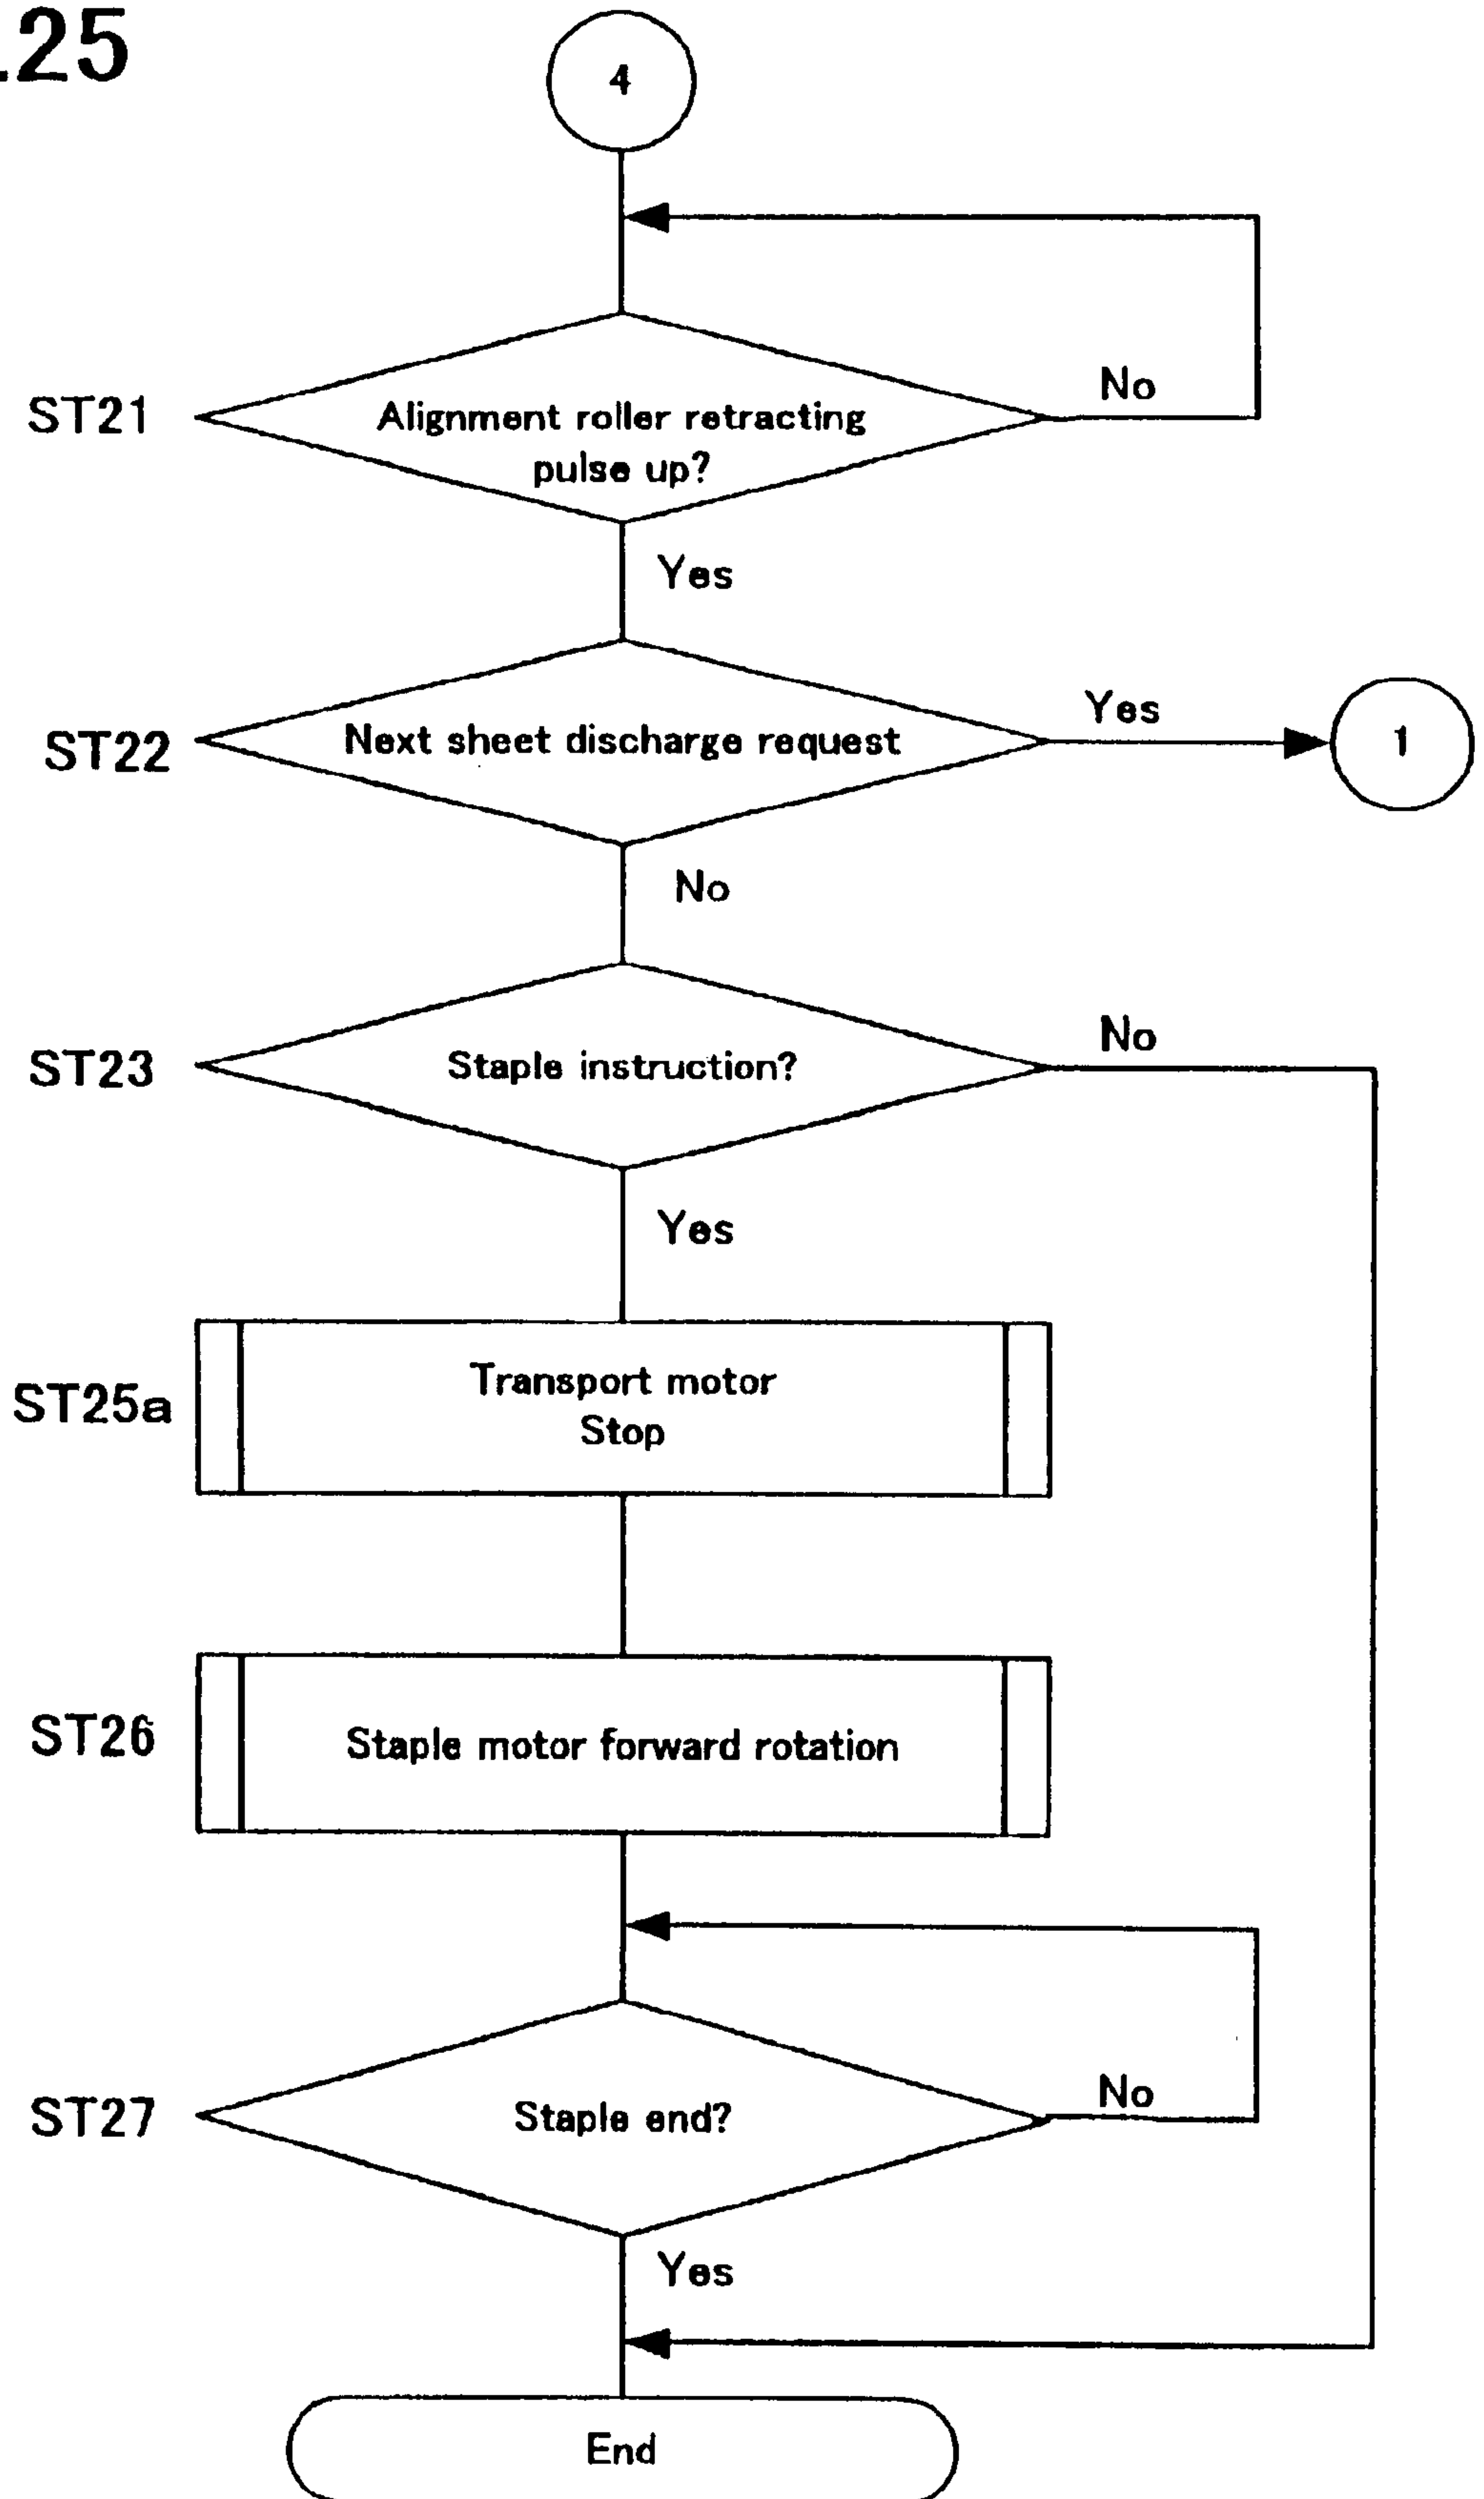 .25
4
No
ST21
Alignment roller retracting
pulse up?
Yes
Yes
ST22
Next sheet discharge request
1
No
No
ST23
Staple instruction?
Yes
ST25a
Transport motor
Stop
ST26
Staple motor forward rotation
No
ST27
Staple end?
Yes
End